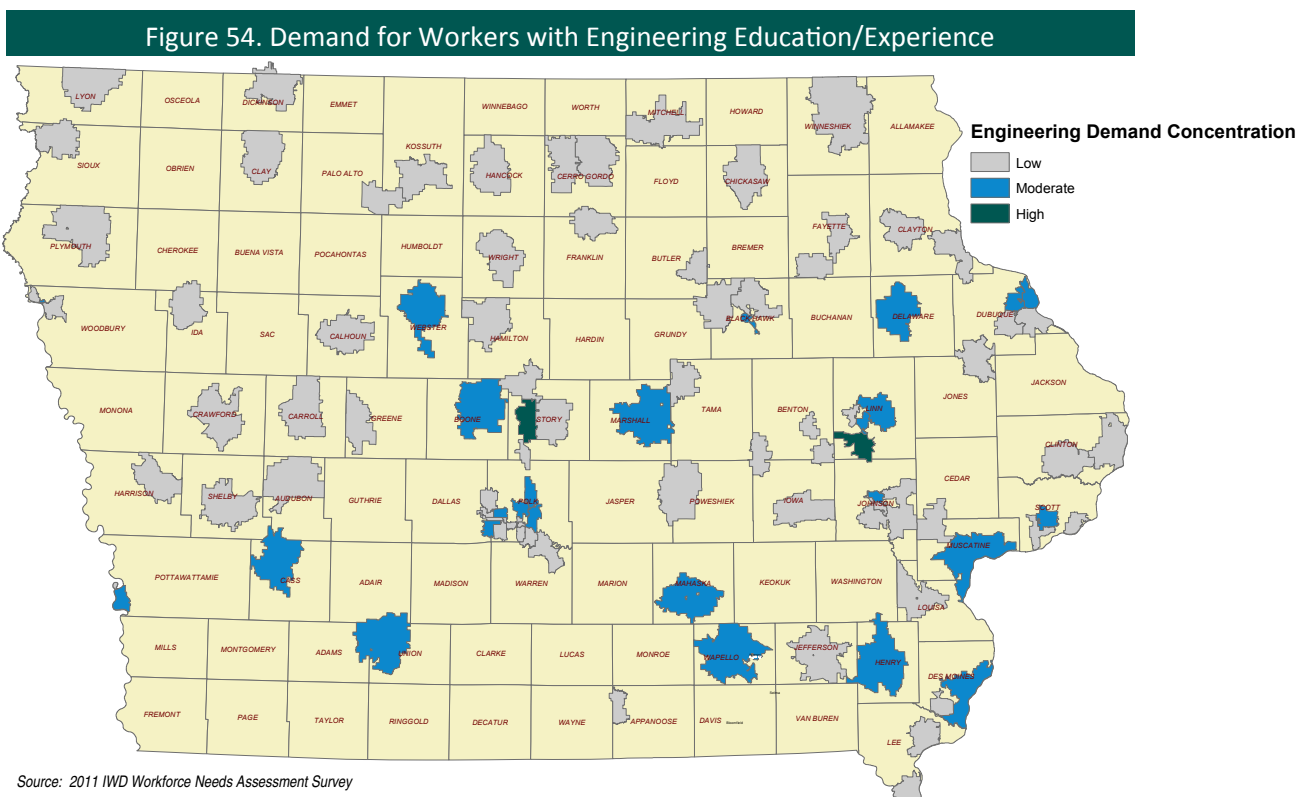 Figure 54. Demand for Workers with Engineering Education/Experience
Engineering Demand Concentration
Low
Moderate
High
LYON
OSCEOLA
DICKINSON
EMMET
WINNEBAGO
WORTH
MITCHELL
HOWARD
WINNESHIEK
ALLAMAKEE
SIOUX
OBRIEN
CLAY
PALO ALTO
KOSSUTH
HANCOCK
CERRO GORDO
FLOYD
CHICKASAW
PLYMOUTH
CHEROKEE
BUENA VISTA
POCAHONTAS
HUMBOLDT
WRIGHT
FRANKLIN
BUTLER
BREMER
FAYETTE
CLAYTON
WOODBURY
IDA
SAC
CALHOUN
WEBSTER
HAMILTON
HARDIN
GRUNDY
BLACK HAWK
BUCHANAN
DELAWARE
DUBUQUE
MONONA
CRAWFORD
CARROLL
GREENE
BOONE
STORY
MARSHALL
TAMA
BENTON
LINN
JONES
JACKSON
HARRISON
SHELBY
AUDUBON
GUTHRIE
DALLAS
POLK
JASPER
POWESHIEK
IOWA
JOHNSON
CEDAR
CLINTON
SCOTT
POTTAWATTAMIE
CASS
ADAIR
MADISON
WARREN
MARION
MAHASKA
KEOKUK
WASHINGTON
MUSCATINE
LOUISA
MILLS
MONTGOMERY
ADAMS
UNION
CLARKE
LUCAS
MONROE
WAPELLO
JEFFERSON
HENRY
DES MOINES
FREMONT
PAGE
TAYLOR
RINGGOLD
DECATUR
WAYNE
APPANOOSE
DAVIS
VAN BUREN
LEE
Source: 2011 IWD Workforce Needs Assessment Survey